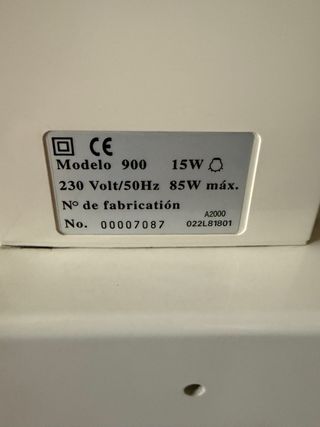 CE
Modelo 900 15W
230 Volt/50Hz 85W máx.
Nº de fabricatión
A2000
No. 00007087 022L81801